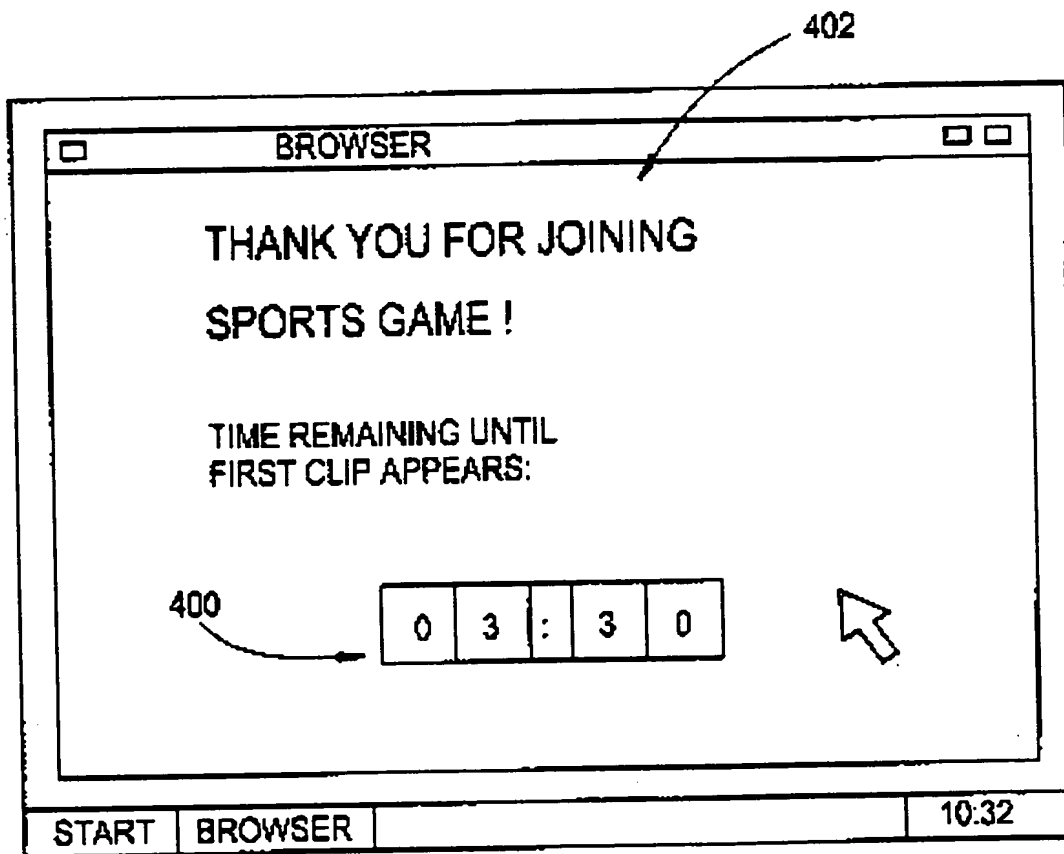 402
BROWSER
THANK YOU FOR JOINING
SPORTS GAME !
TIME REMAINING UNTIL
FIRST CLIP APPEARS:
400
0 3 : 3 0
START BROWSER 10:32